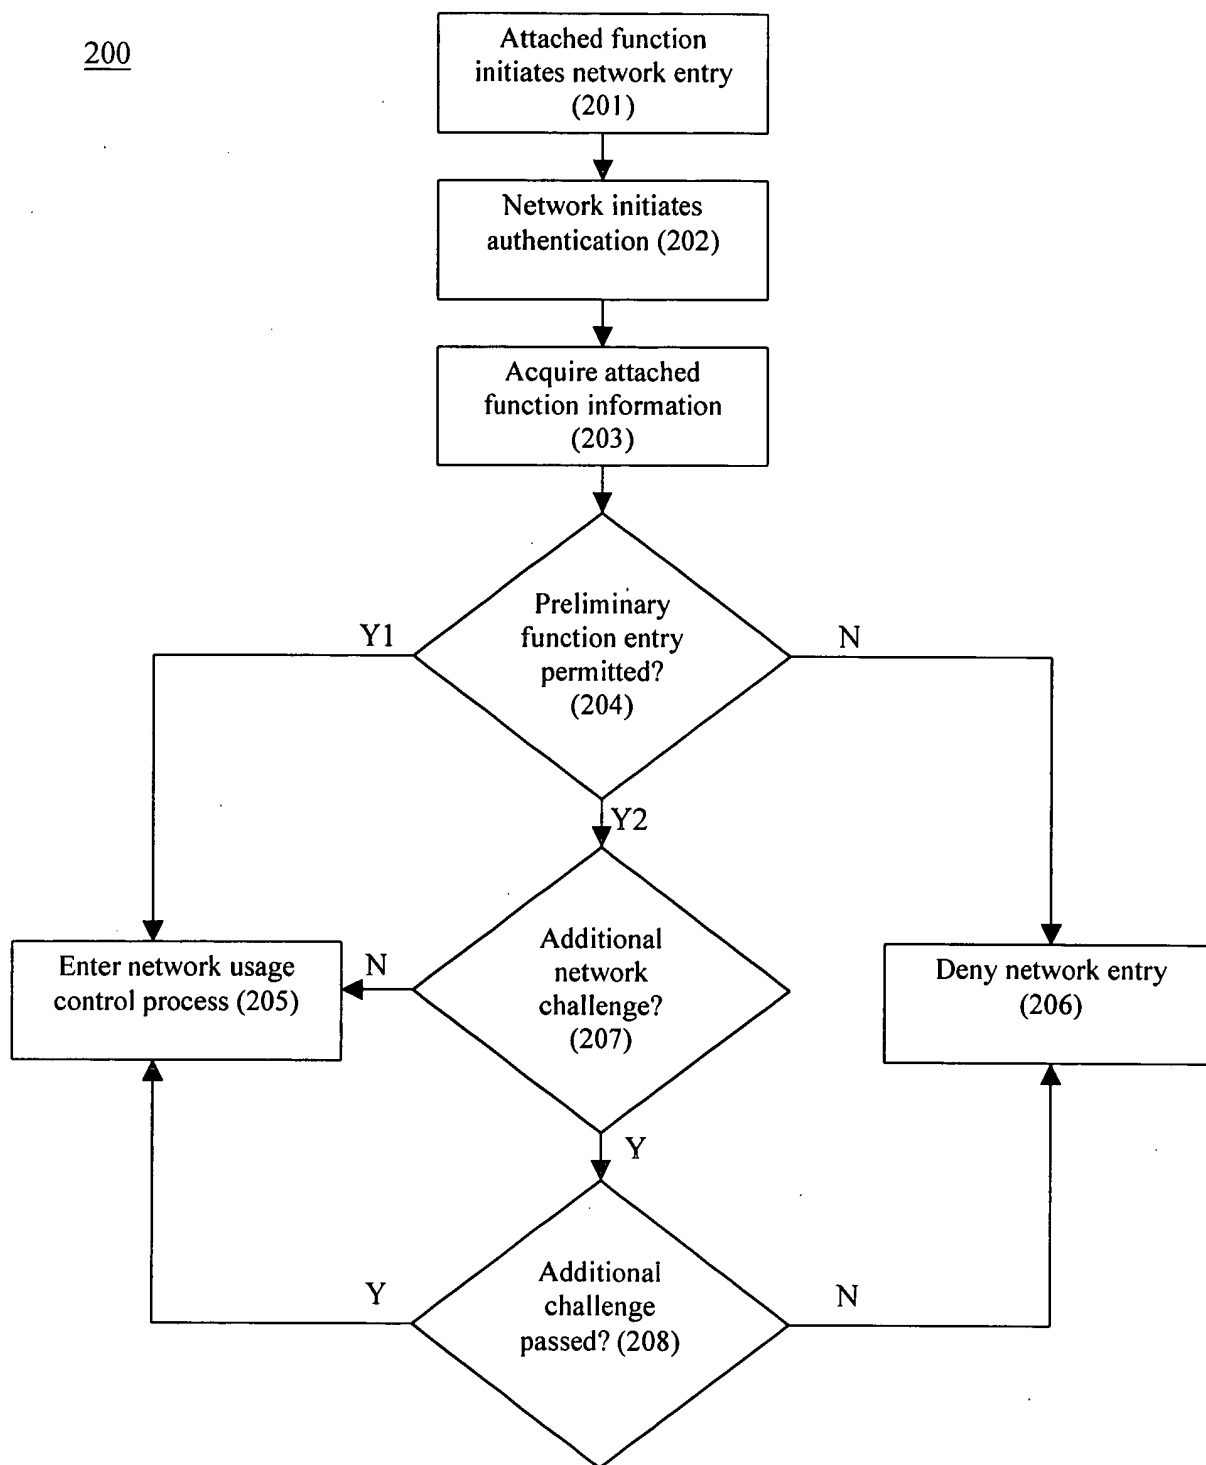 200
Attached function
initiates network entry
(201)
Network initiates
authentication (202)
Acquire attached
function information
(203)
Preliminary
function entry
permitted?
(204)
Y1
N
Y2
Additional
network
challenge?
(207)
N
Enter network usage
control process (205)
Deny network entry
(206)
Y
Additional
challenge
passed? (208)
Y
N